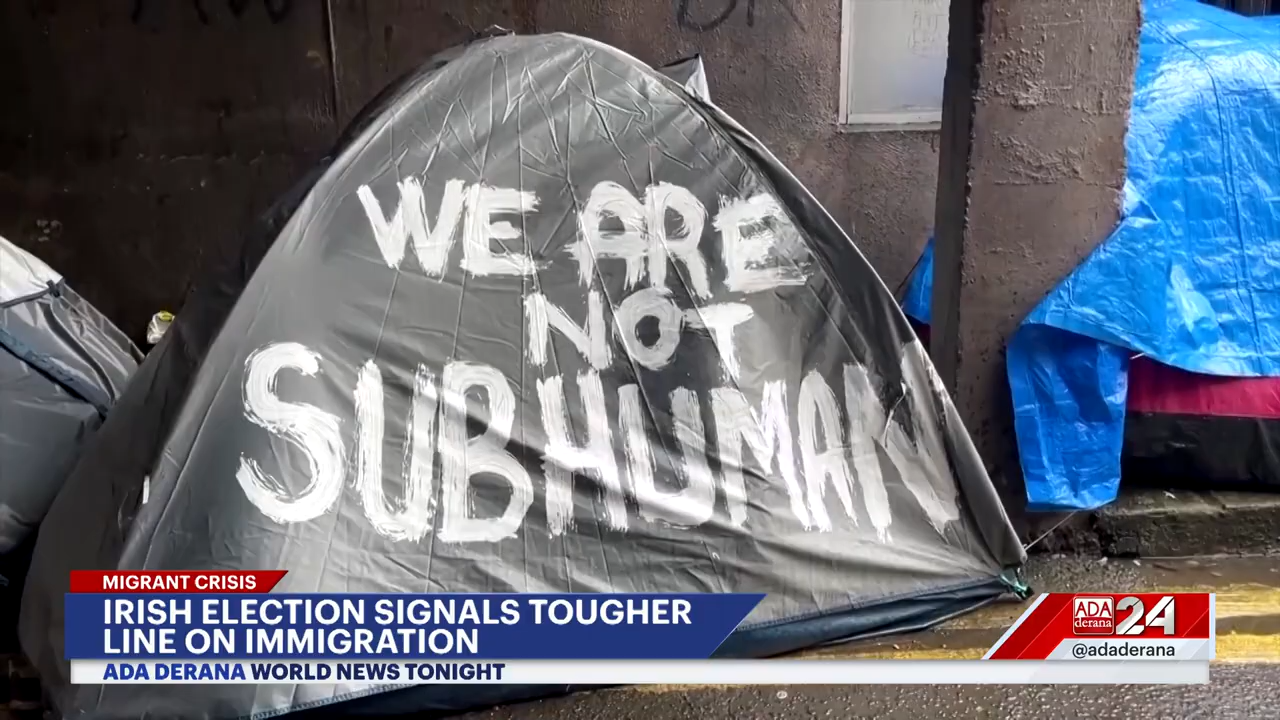 WE ARE
NOT
SUBHUMAN
MIGRANT CRISIS
IRISH ELECTION SIGNALS TOUGHER
LINE ON IMMIGRATION
ADA DERANA WORLD NEWS TONIGHT
ADA
derana
24
@adaderana